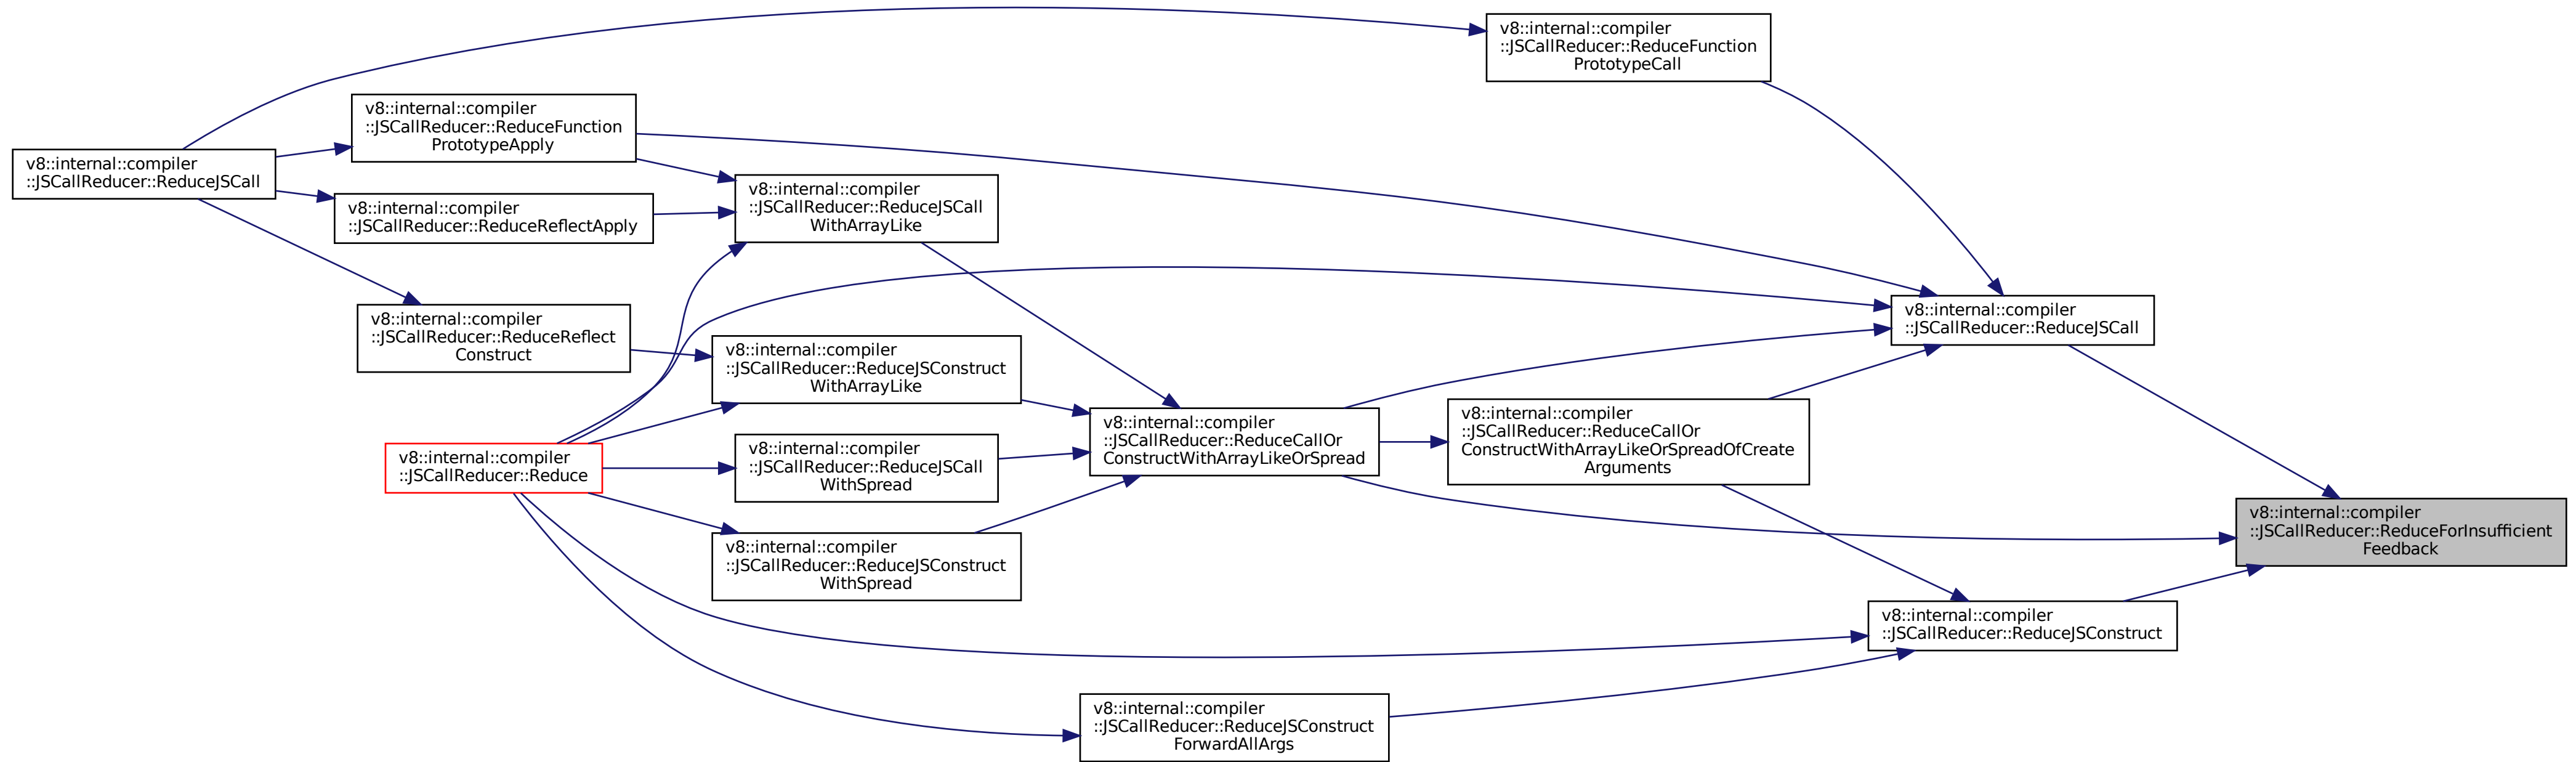 v8::internal::compiler
::JSCallReducer::ReduceFunction
PrototypeCall
v8::internal::compiler
::JSCallReducer::ReduceFunction
PrototypeApply
v8::internal::compiler
::JSCallReducer::ReduceJSCall
v8::internal::compiler
::JSCallReducer::ReduceJSCall
WithArrayLike
v8::internal::compiler
::JSCallReducer::ReduceReflectApply
v8::internal::compiler
::JSCallReducer::ReduceReflect
Construct
v8::internal::compiler
::JSCallReducer::ReduceJSCall
v8::internal::compiler
::JSCallReducer::ReduceJSConstruct
WithArrayLike
v8::internal::compiler
::JSCallReducer::ReduceCallOr
ConstructWithArrayLikeOrSpread
v8::internal::compiler
::JSCallReducer::ReduceCallOr
ConstructWithArrayLikeOrSpreadOfCreate
Arguments
v8::internal::compiler
::JSCallReducer::Reduce
v8::internal::compiler
::JSCallReducer::ReduceJSCall
WithSpread
v8::internal::compiler
::JSCallReducer::ReduceForInsufficient
Feedback
v8::internal::compiler
::JSCallReducer::ReduceJSConstruct
WithSpread
v8::internal::compiler
::JSCallReducer::ReduceJSConstruct
v8::internal::compiler
::JSCallReducer::ReduceJSConstruct
ForwardAllArgs